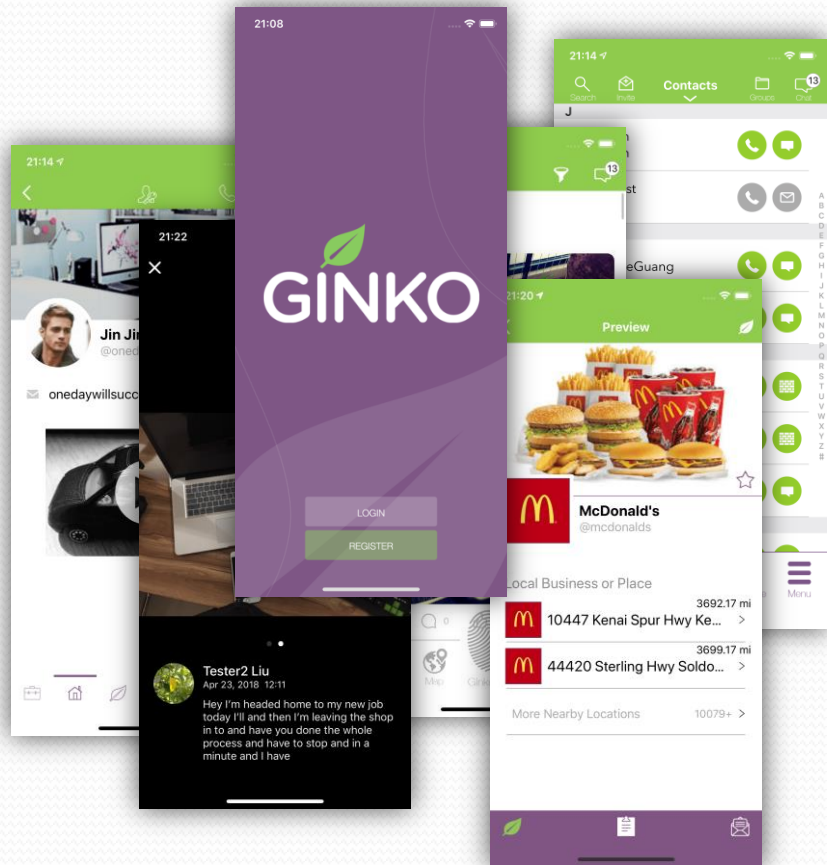 21:08
GINKO
LOGIN
REGISTER
21:14
Search
Invite
Contacts
Groups
Chat
13
J
eGuang
A
B
C
D
E
F
G
H
I
J
K
L
M
N
O
P
Q
R
S
T
U
V
W
X
Y
Z
#
Menu
13
0
Map
21:14
Jin
@oned
onedaywillsucc
21:22
Tester2 Liu
Apr 23, 2018 12:11
Hey I'm headed home to my new job
today I'll and then I'm leaving the shop
in to and have you done the whole
process and have to stop and in a
minute and I have
21:20
Preview
McDonald's
@mcdonalds
Local Business or Place
3692.17 mi
10447 Kenai Spur Hwy Ke... >
3699.17 mi
44420 Sterling Hwy Soldo... >
More Nearby Locations 10079+ >